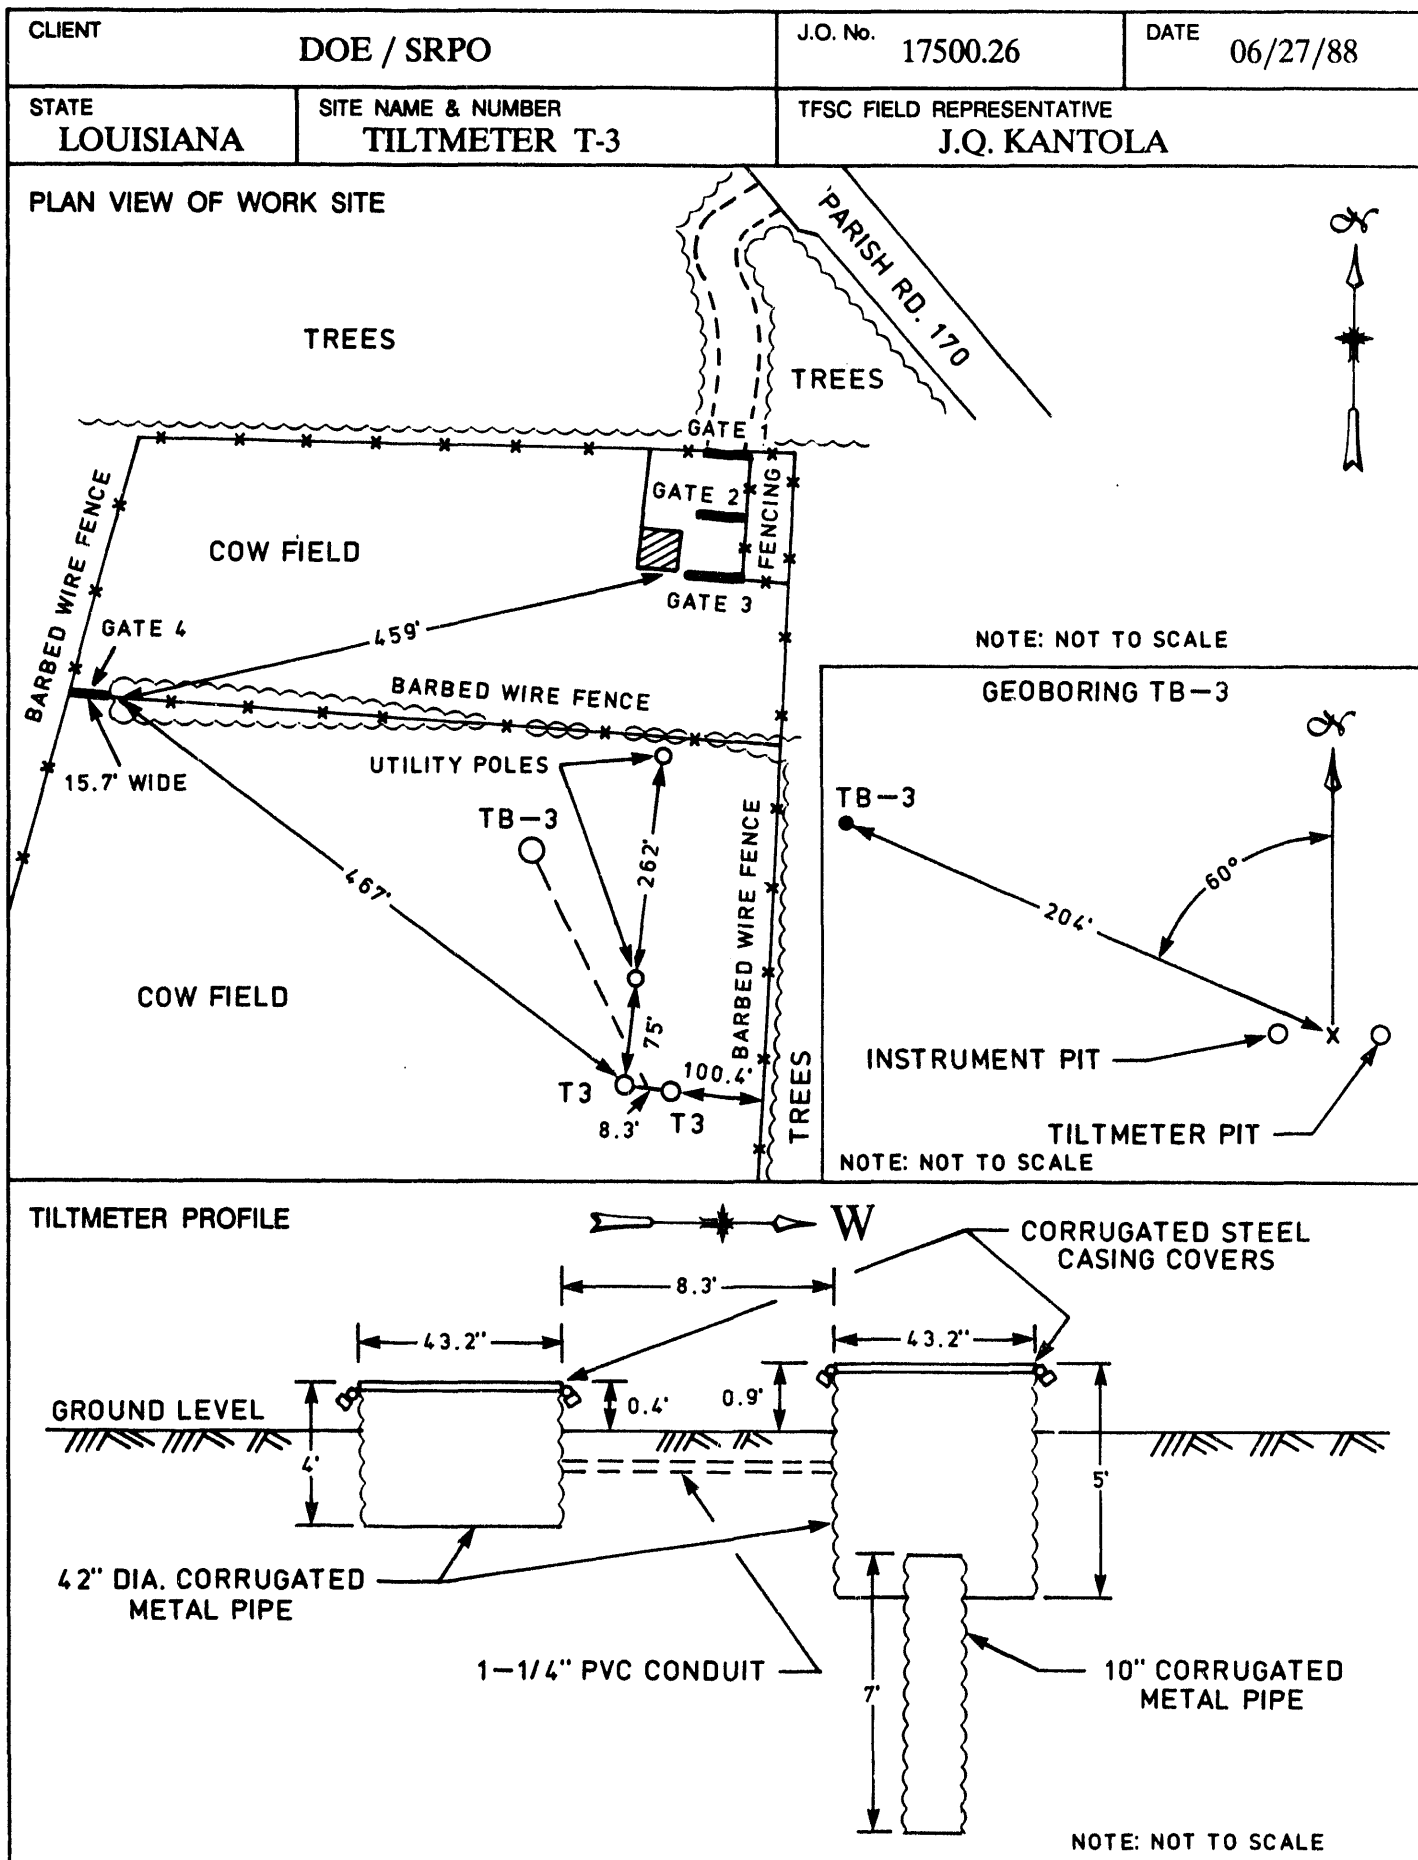 CLIENT
DOE / SRPO
J.O. No.
17500.26
DATE
06/27/88
STATE
LOUISIANA
SITE NAME & NUMBER
TILTMETER T-3
TFSC FIELD REPRESENTATIVE
J.Q. KANTOLA
PLAN VIEW OF WORK SITE
PARISH RD. 170
N
TREES
TREES
GATE 1
GATE 2
FENCING
BARBED WIRE FENCE
COW FIELD
GATE 3
GATE 4
459'
NOTE: NOT TO SCALE
BARBED WIRE FENCE
15.7' WIDE
UTILITY POLES
TB-3
262'
467'
BARBED WIRE FENCE
COW FIELD
75'
100.4'
T3
8.3'
T3
TREES
GEOBORING TB-3
N
TB-3
60°
204'
INSTRUMENT PIT
X
TILTMETER PIT
NOTE: NOT TO SCALE
TILTMETER PROFILE
W
CORRUGATED STEEL
CASING COVERS
8.3'
43.2"
43.2"
GROUND LEVEL
0.4'
0.9'
4'
5'
42" DIA. CORRUGATED
METAL PIPE
1-1/4" PVC CONDUIT
7'
10" CORRUGATED
METAL PIPE
NOTE: NOT TO SCALE